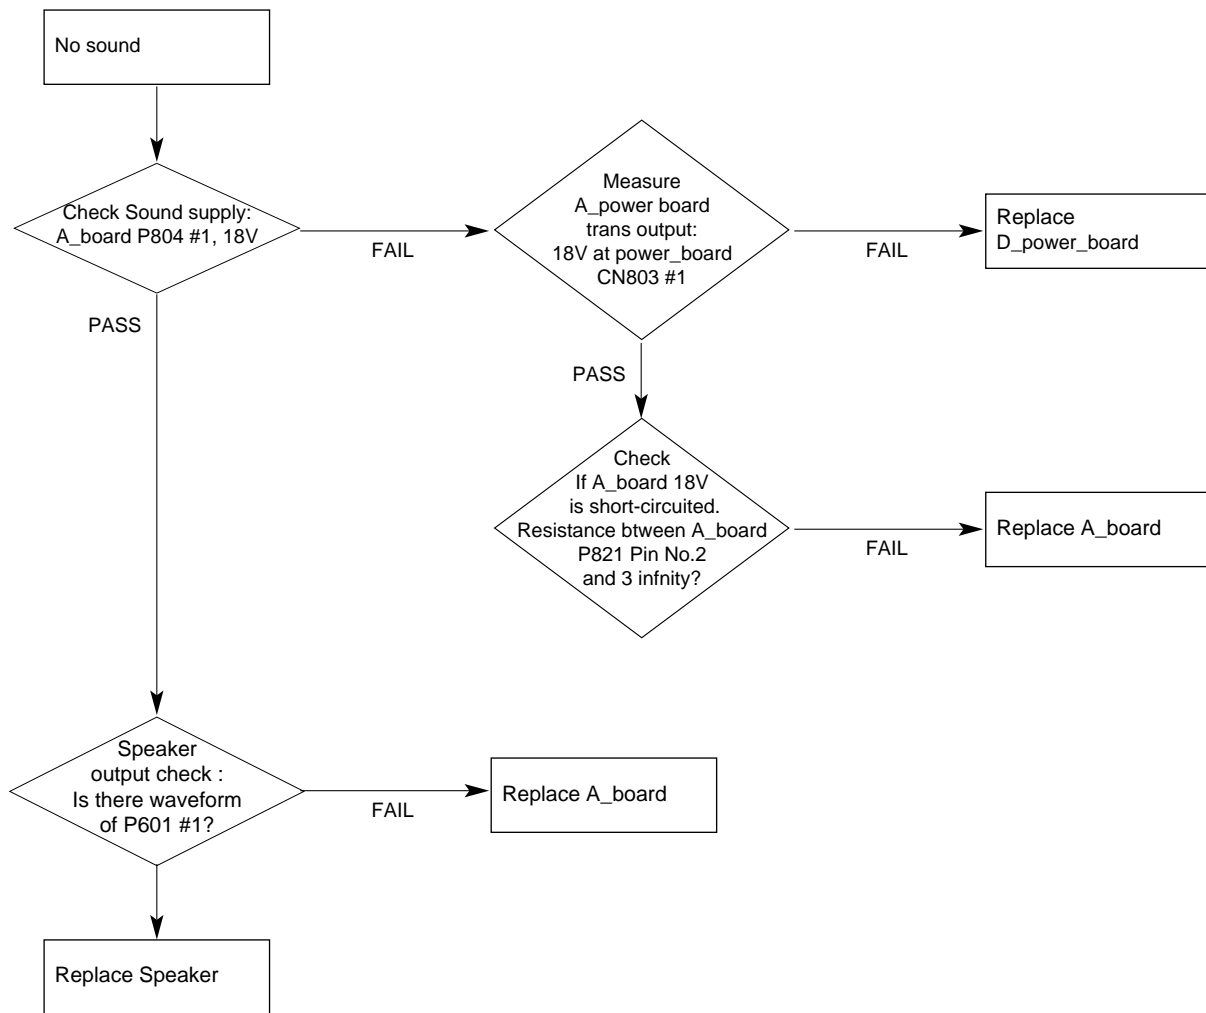 No sound
Check Sound supply:
A_board P804 #1, 18V
FAIL
Measure
A_power board
trans output:
18V at power_board
CN803 #1
FAIL
Replace
D_power_board
PASS
PASS
Check
If A_board 18V
is short-circuited.
Resistance btween A_board
P821 Pin No.2
and 3 infnity?
FAIL
Replace A_board
Speaker
output check :
Is there waveform
of P601 #1?
FAIL
Replace A_board
Replace Speaker